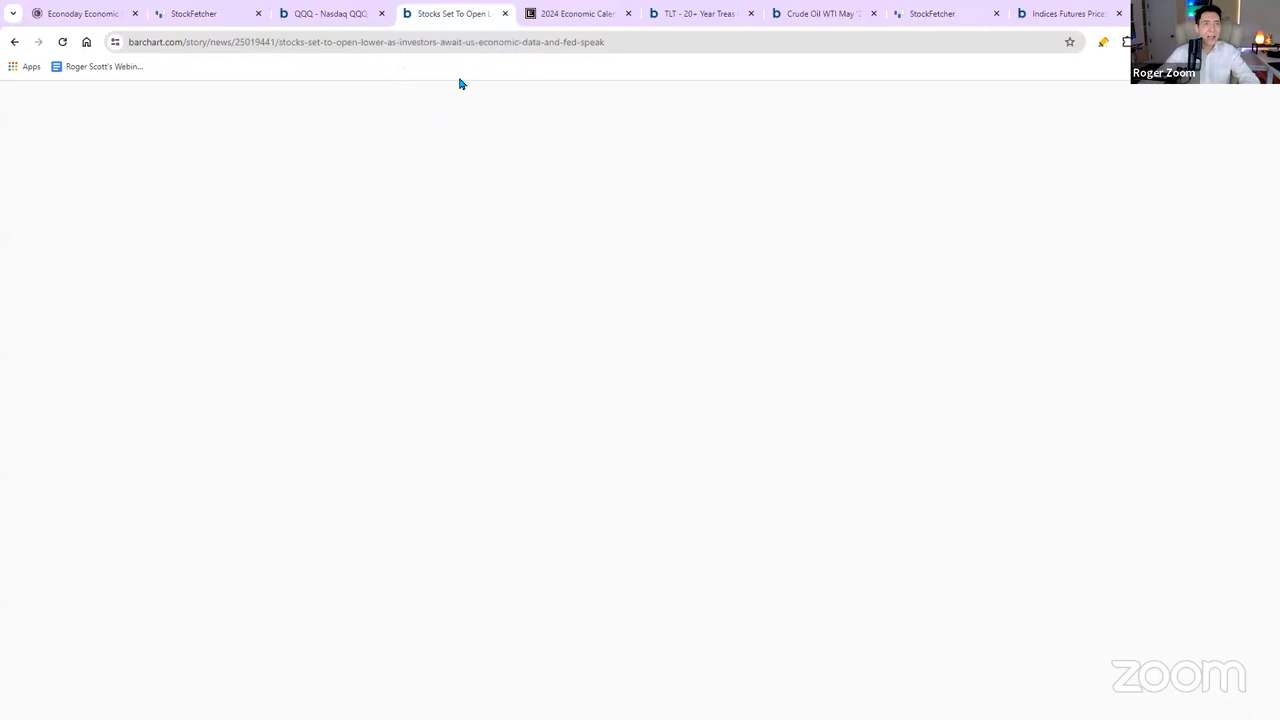 Econoday Economic
StockFetcher
QQQ - Nasdaq QQQ
Stocks Set To Open L
2024 Economic Caler
TLT - 20+ Year Treas
Crude Oil WTI May '2
StockFetcher
Indices Futures Price
barchart.com/story/news/25019441/stocks-set-to-open-lower-as-investors-await-us-economic-data-and-fed-speak
Apps
Roger Scott's Webin...
Roger Zoom
zoom